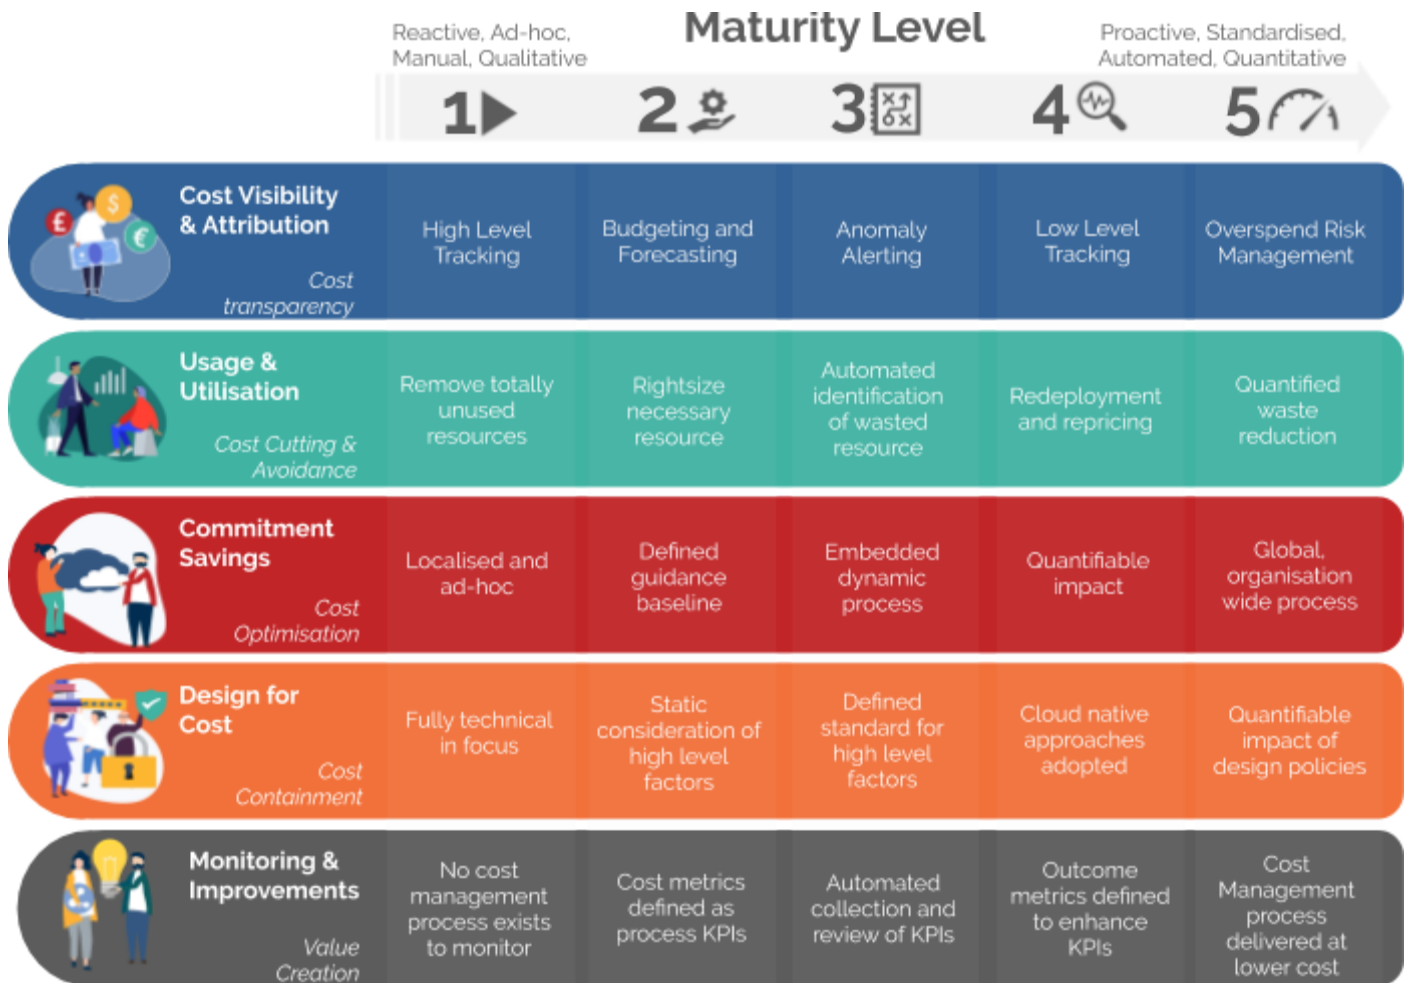 Maturity Level
Reactive, Ad-hoc,
Manual, Qualitative
Proactive, Standardised,
Automated, Quantitative
1
2
3
4
5
Cost Visibility
& Attribution
Cost
transparency
High Level
Tracking
Budgeting and
Forecasting
Anomaly
Alerting
Low Level
Tracking
Overspend Risk
Management
Usage &
Utilisation
Cost Cutting &
Avoidance
Remove totally
unused
resources
Rightsize
necessary
resource
Automated
identification
of wasted
resource
Redeployment
and repricing
Quantified
waste
reduction
Commitment
Savings
Cost
Optimisation
Localised and
ad-hoc
Defined
guidance
baseline
Embedded
dynamic
process
Quantifiable
impact
Global,
organisation
wide process
Design for
Cost
Cost
Containment
Fully technical
in focus
Static
consideration of
high level
factors
Defined
standard for
high level
factors
Cloud native
approaches
adopted
Quantifiable
impact of
design policies
Monitoring &
Improvements
Value
Creation
No cost
management
process exists
to monitor
Cost metrics
defined as
process KPIs
Automated
collection and
review of KPIs
Outcome
metrics defined
to enhance
KPIs
Cost
Management
process
delivered at
lower cost